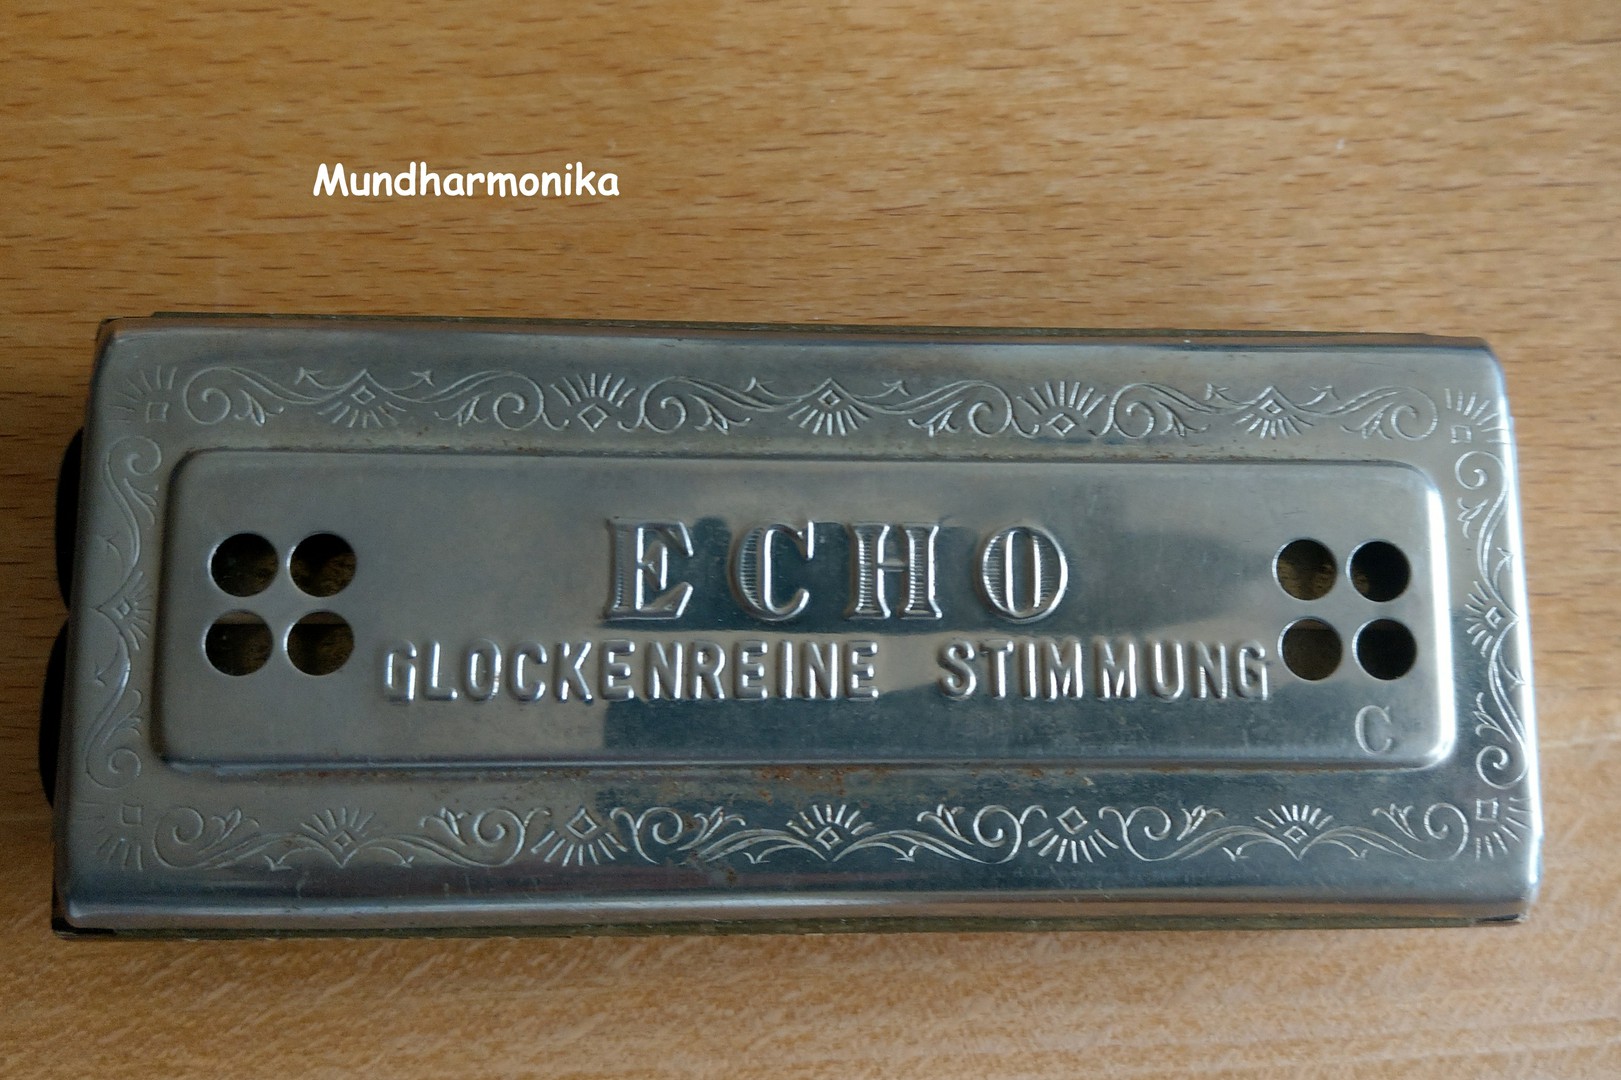 Mundharmonika
ECHO
GLOCKENREINE STIMMUNG
C